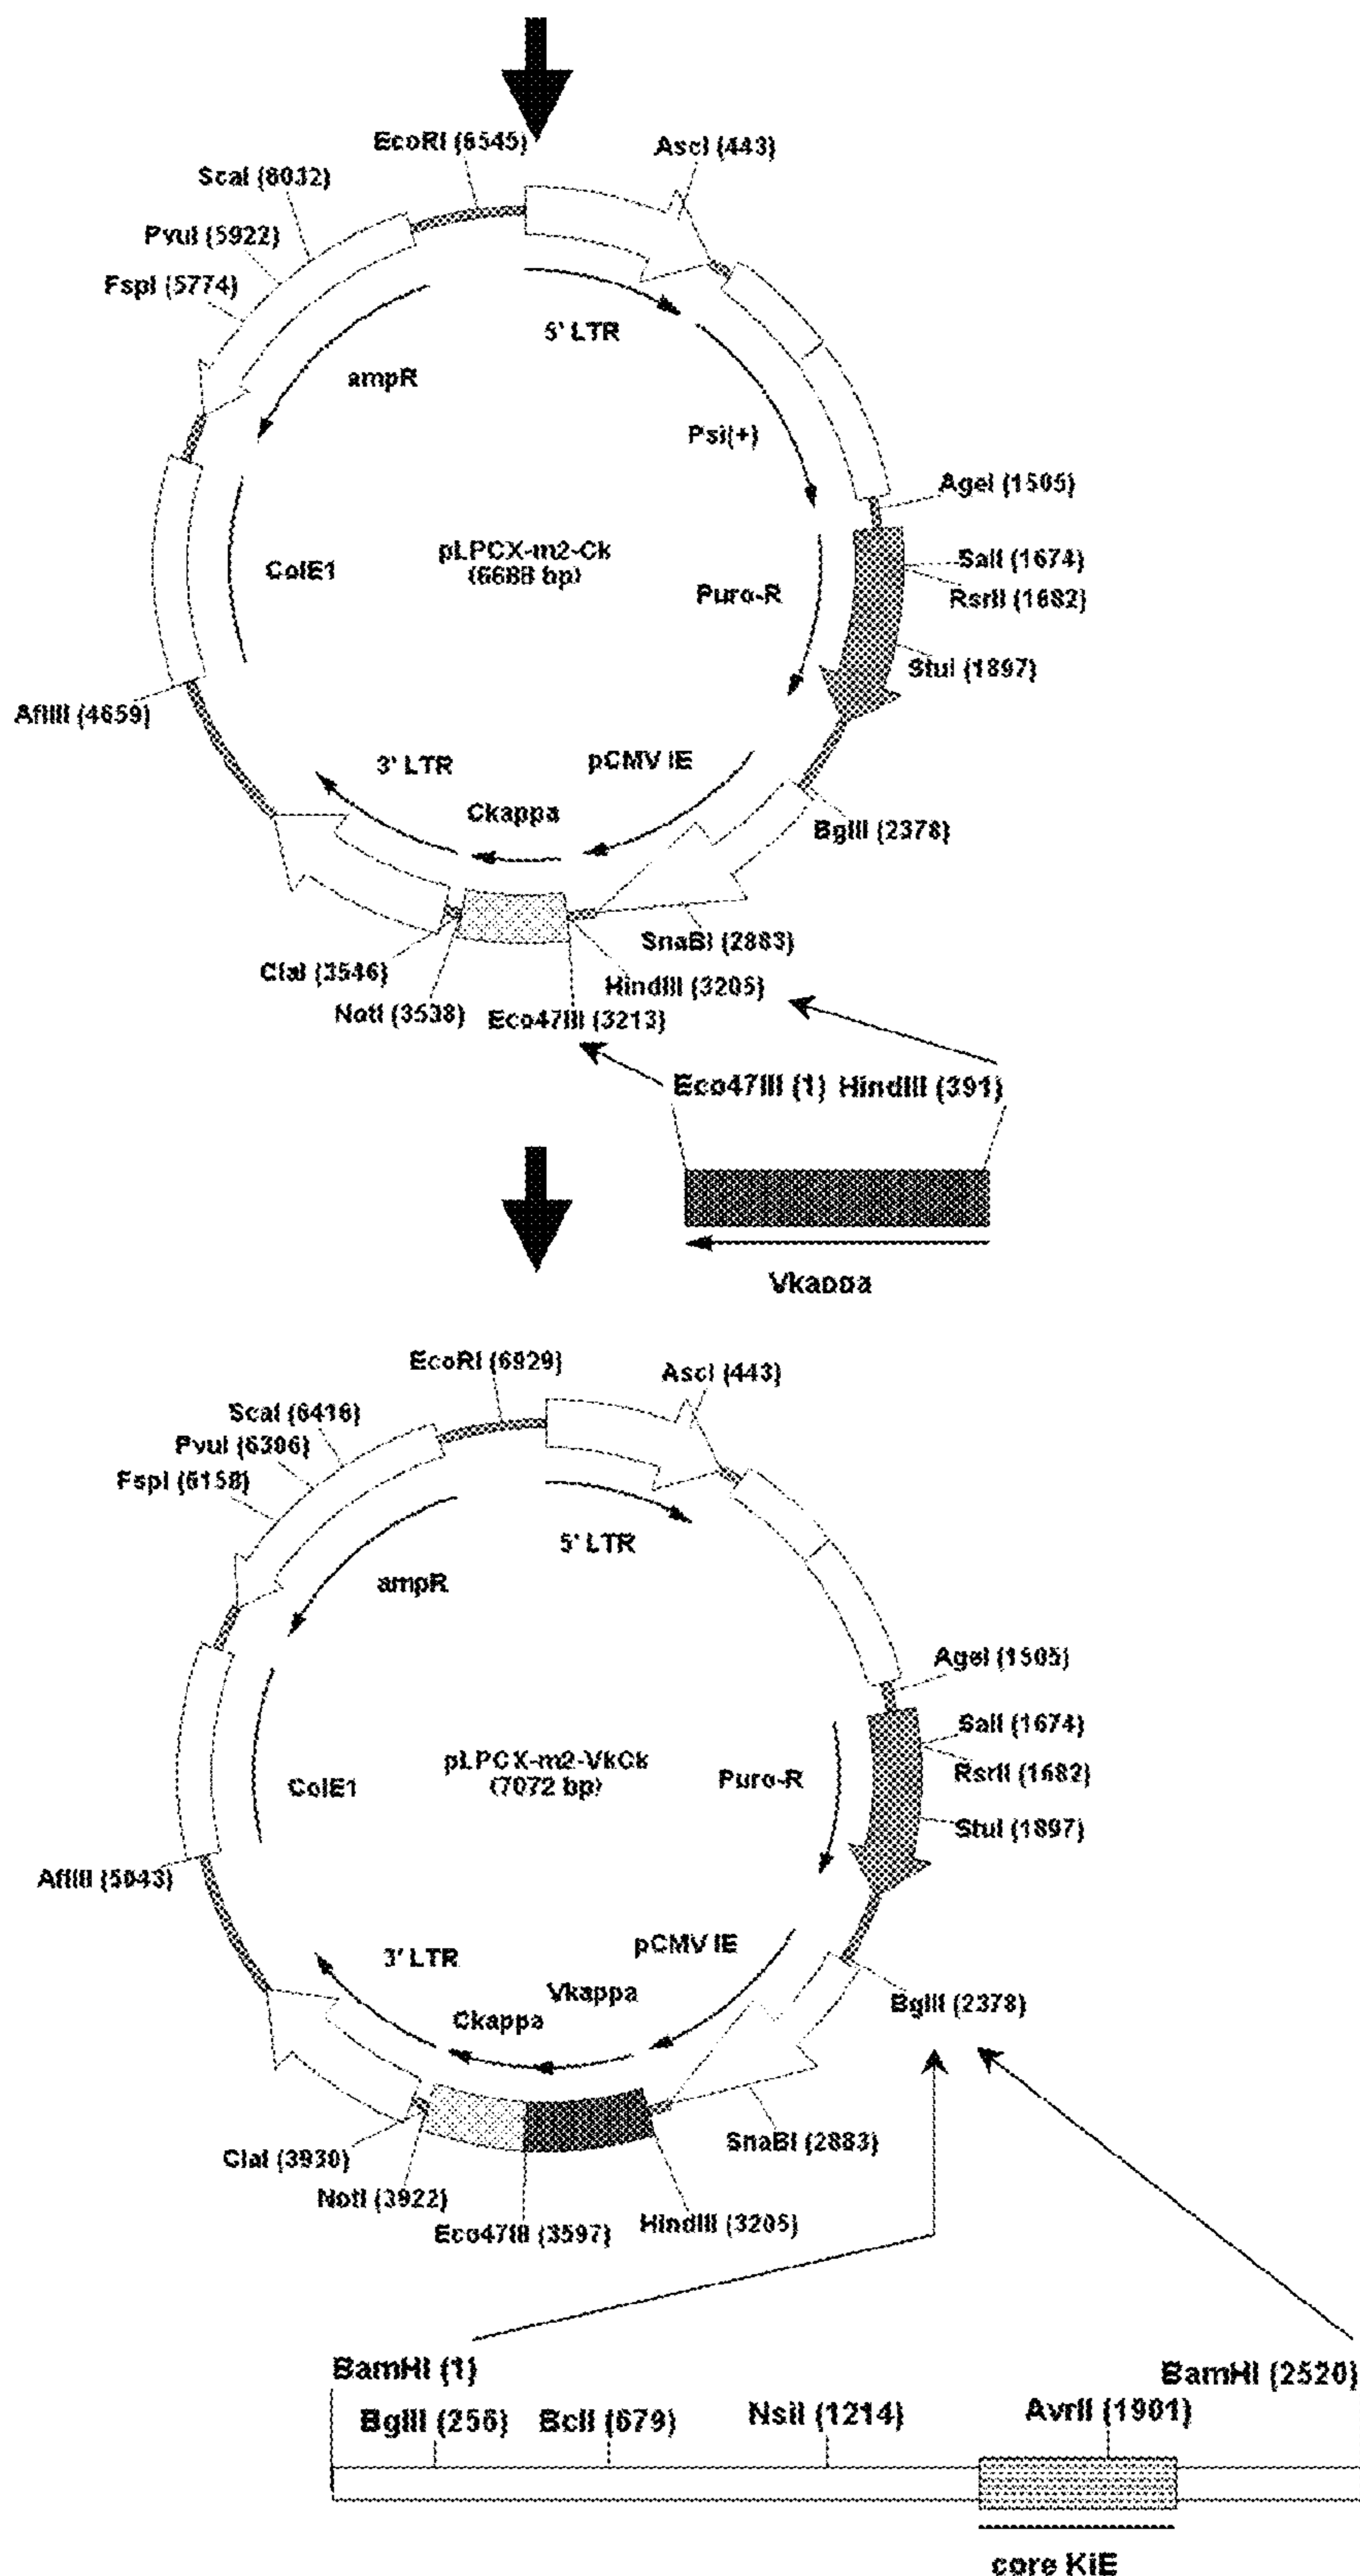 EcoRI (6545)
AscI (443)
ScaI (6032)
PvuI (5922)
FspI (5774)
5' LTR
ampR
Psi(+)
AgeI (1505)
pLPCX-m2-Ck
(6688 bp)
ColE1
SalI (1674)
Puro-R
RsrII (1682)
StuI (1897)
AflIII (4659)
3' LTR
pCMV IE
Ckappa
BglII (2378)
SnaBI (2883)
ClaI (3546)
HindIII (3205)
NotI (3538)
Eco47III (3213)
Eco47III (1) HindIII (391)
Vkappa
EcoRI (6929)
AscI (443)
ScaI (6416)
PvuI (6306)
FspI (6158)
5' LTR
ampR
AgeI (1505)
SalI (1674)
pLPCX-m2-VkCk
(7072 bp)
ColE1
Puro-R
RsrII (1682)
StuI (1897)
AflIII (5043)
3' LTR
pCMV IE
Vkappa
Ckappa
BglII (2378)
SnaBI (2883)
ClaI (3930)
NotI (3922)
Eco47III (3597)
HindIII (3205)
BamHI (1)
BamHI (2520)
BglII (256)
BclI (679)
NsiI (1214)
AvrII (1901)
core KiE